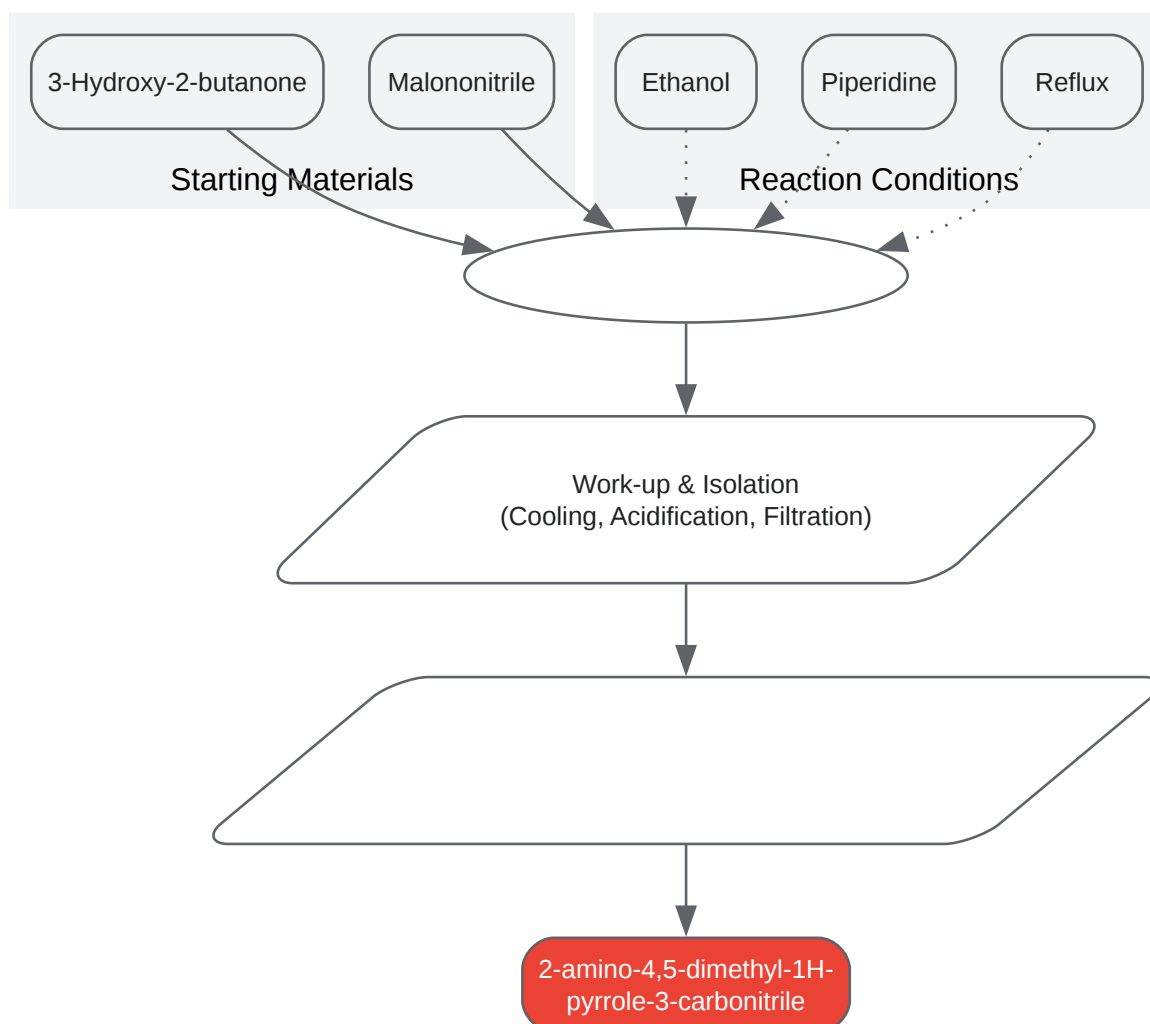 3-Hydroxy-2-butanone
Malononitrile
Ethanol
Piperidine
Reflux
Starting Materials
Reaction Conditions
Work-up & Isolation
(Cooling, Acidification, Filtration)
2-amino-4,5-dimethyl-1H-
pyrrole-3-carbonitrile